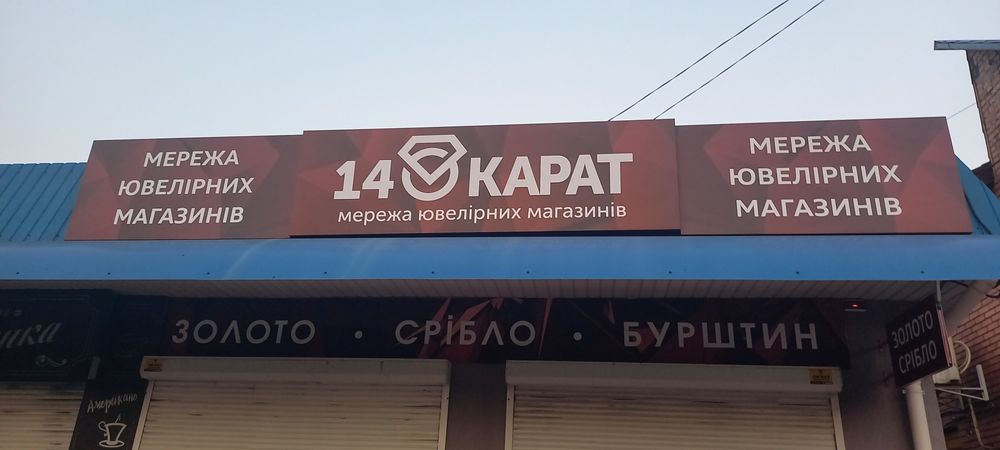 МЕРЕЖА
ЮВЕЛІРНИХ
МАГАЗИНІВ
14 КАРАТ
мережа ювелірних магазинів
МЕРЕЖА
ЮВЕЛІРНИХ
МАГАЗИНІВ
ЗОЛОТО • СРІБЛО • БУРШТИН
ЗОЛОТО
СРІБЛО
Американо